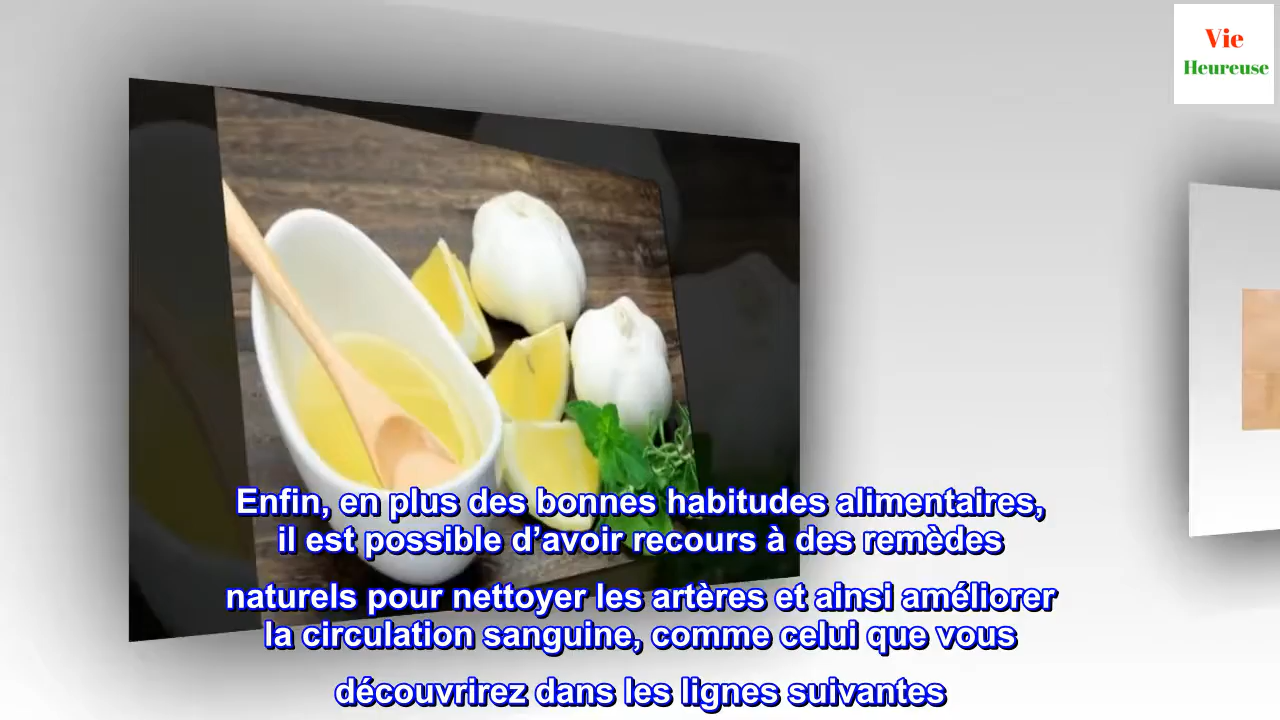 Vie
Heureuse
Enfin, en plus des bonnes habitudes alimentaires,
il est possible d’avoir recours à des remèdes
naturels pour nettoyer les artères et ainsi améliorer
la circulation sanguine, comme celui que vous
découvrirez dans les lignes suivantes